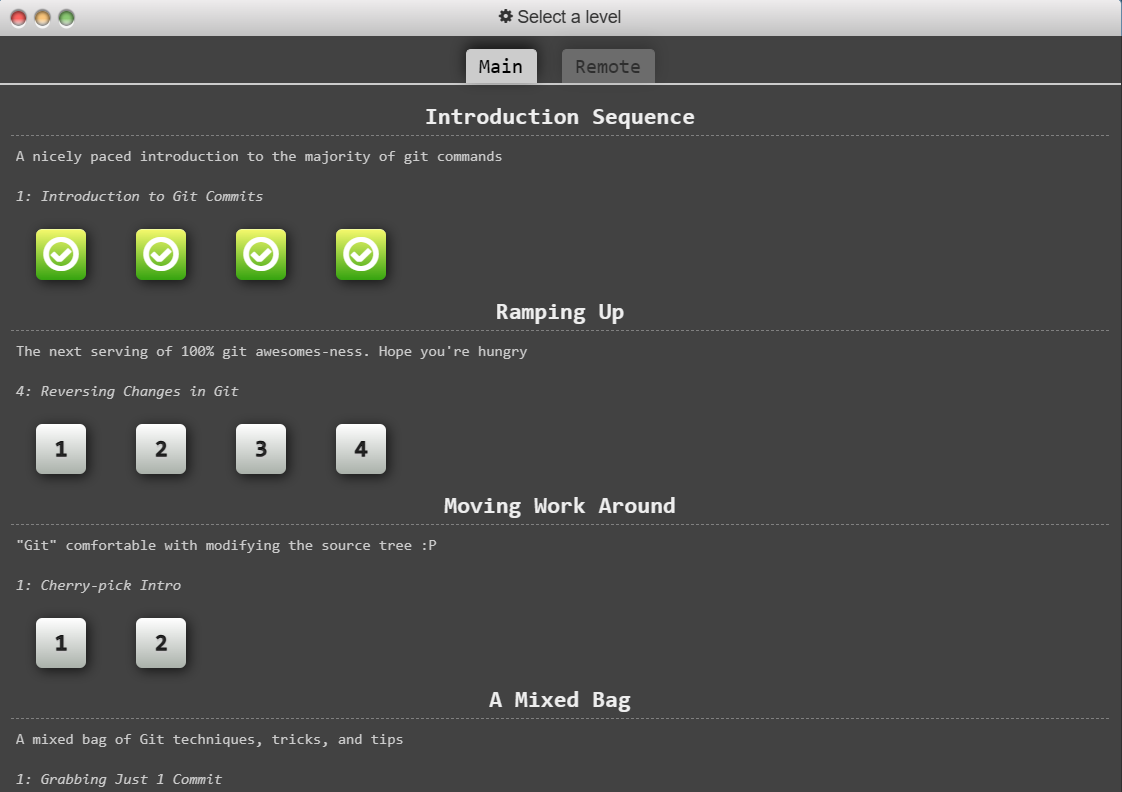 Select a level
Main Remote
Introduction Sequence
A nicely paced introduction to the majority of git commands
1: Introduction to Git Commits
Ramping Up
The next serving of 100% git awesomes-ness. Hope you're hungry
4: Reversing Changes in Git
1 2 3 4
Moving Work Around
"Git" comfortable with modifying the source tree :P
1: Cherry-pick Intro
1 2
A Mixed Bag
A mixed bag of Git techniques, tricks, and tips
1: Grabbing Just 1 Commit